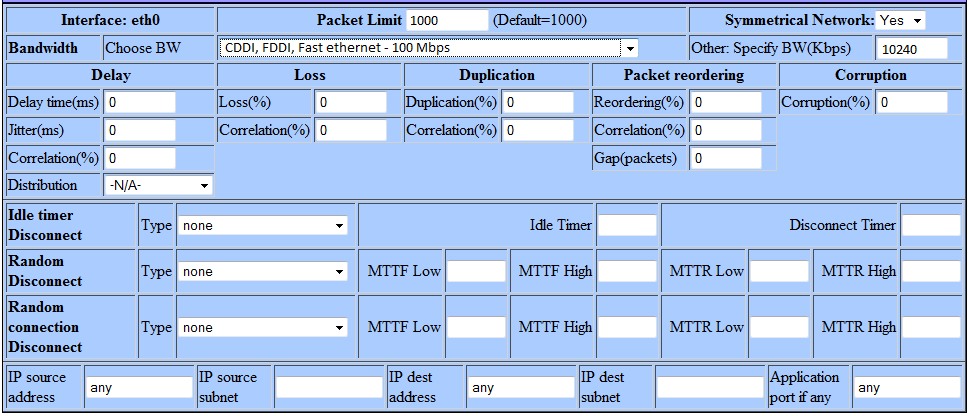 Interface: eth0 Packet Limit 1000 (Default=1000) Symmetrical Network: Yes
Bandwidth Choose BW CDDI, FDDI, Fast ethernet - 100 Mbps Other: Specify BW(Kbps) 10240
Delay Loss Duplication Packet reordering Corruption
Delay time(ms) 0 Loss(%) 0 Duplication(%) 0 Reordering(%) 0 Corruption(%) 0
Jitter(ms) 0 Correlation(%) 0 Correlation(%) 0 Correlation(%) 0
Correlation(%) 0 Gap(packets) 0
Distribution -N/A-
Idle timer
Disconnect Type none Idle Timer Disconnect Timer
Random
Disconnect Type none MTTF Low MTTF High MTTR Low MTTR High
Random
connection
Disconnect Type none MTTF Low MTTF High MTTR Low MTTR High
IP source
address any IP source
subnet IP dest
address any IP dest
subnet Application
port if any any